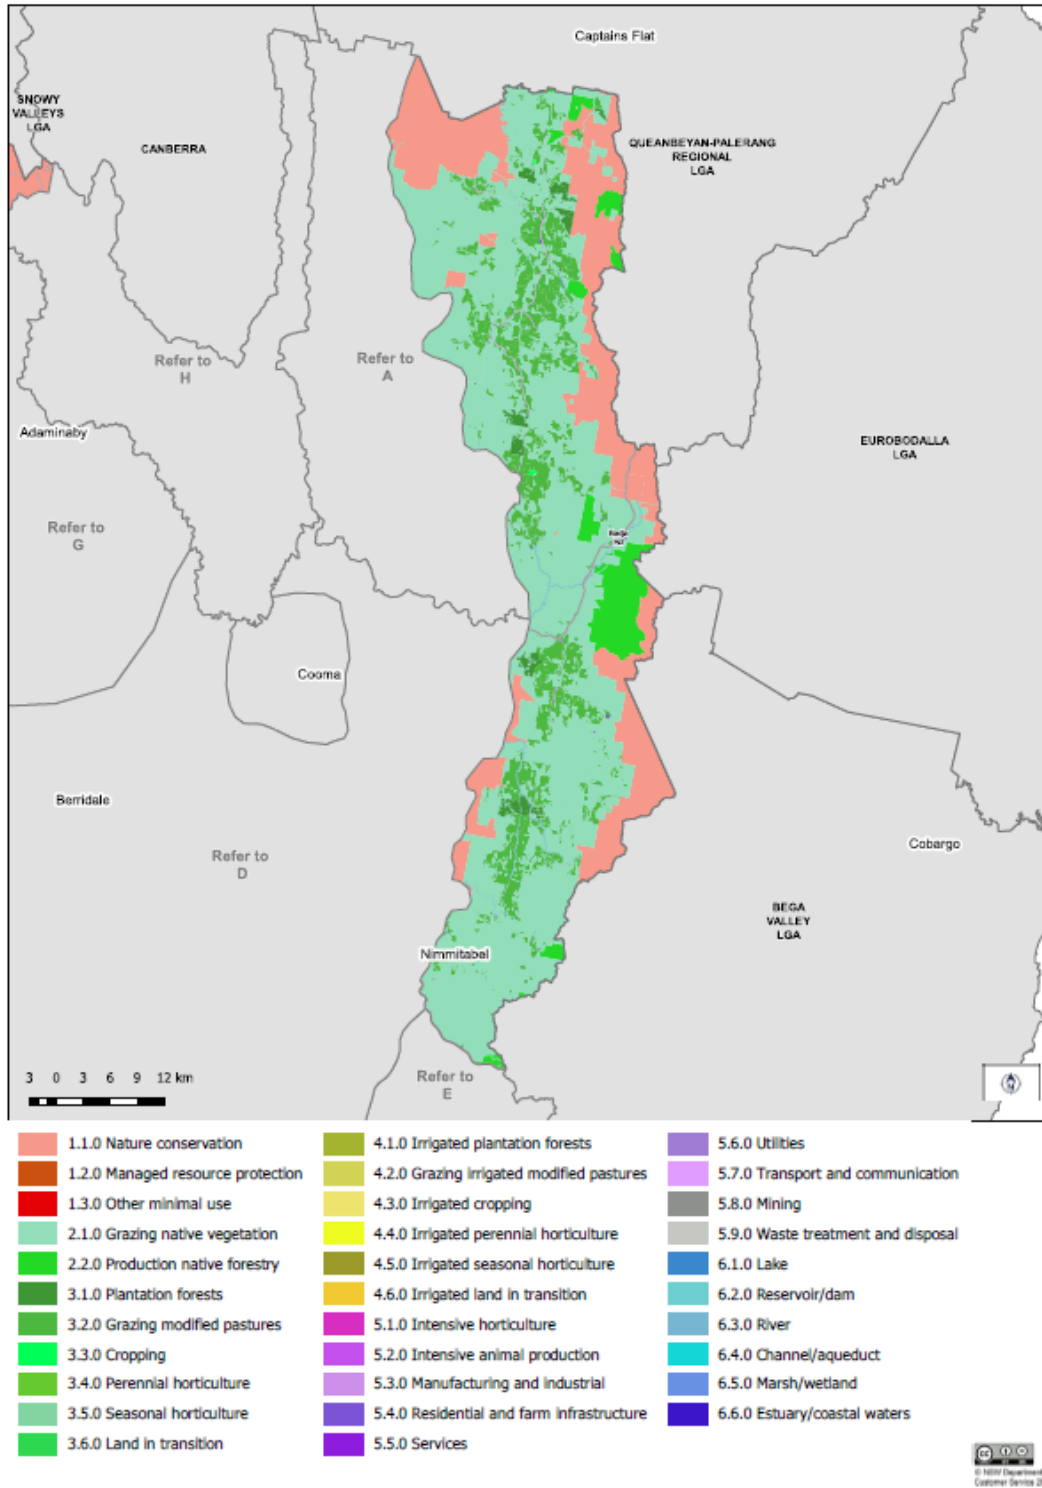 Captains Flat
SNOWY
VALLEYS
LGA
CANBERRA
QUEANBEYAN-PALERANG
REGIONAL
LGA
Refer to
H
Refer to
A
Adaminaby
EUROBODALLA
LGA
Refer to
G
Cooma
Berridale
Refer to
D
Cobargo
BEGA
VALLEY
LGA
Nimmitabel
Refer to
E
3 0 3 6 9 12 km
1.1.0 Nature conservation
1.2.0 Managed resource protection
1.3.0 Other minimal use
2.1.0 Grazing native vegetation
2.2.0 Production native forestry
3.1.0 Plantation forests
3.2.0 Grazing modified pastures
3.3.0 Cropping
3.4.0 Perennial horticulture
3.5.0 Seasonal horticulture
3.6.0 Land in transition
4.1.0 Irrigated plantation forests
4.2.0 Grazing irrigated modified pastures
4.3.0 Irrigated cropping
4.4.0 Irrigated perennial horticulture
4.5.0 Irrigated seasonal horticulture
4.6.0 Irrigated land in transition
5.1.0 Intensive horticulture
5.2.0 Intensive animal production
5.3.0 Manufacturing and industrial
5.4.0 Residential and farm infrastructure
5.5.0 Services
5.6.0 Utilities
5.7.0 Transport and communication
5.8.0 Mining
5.9.0 Waste treatment and disposal
6.1.0 Lake
6.2.0 Reservoir/dam
6.3.0 River
6.4.0 Channel/aqueduct
6.5.0 Marsh/wetland
6.6.0 Estuary/coastal waters
cc
© NSW Department
Customer Service